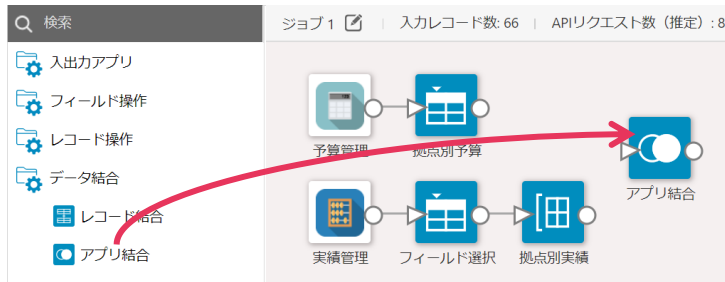 検索
ジョブ 1
入力レコード数: 66
APIリクエスト数（推定）: 8
入出力アプリ
フィールド操作
レコード操作
データ結合
レコード結合
アプリ結合
予算管理
拠点別予算
アプリ結合
実績管理
フィールド選択
拠点別実績